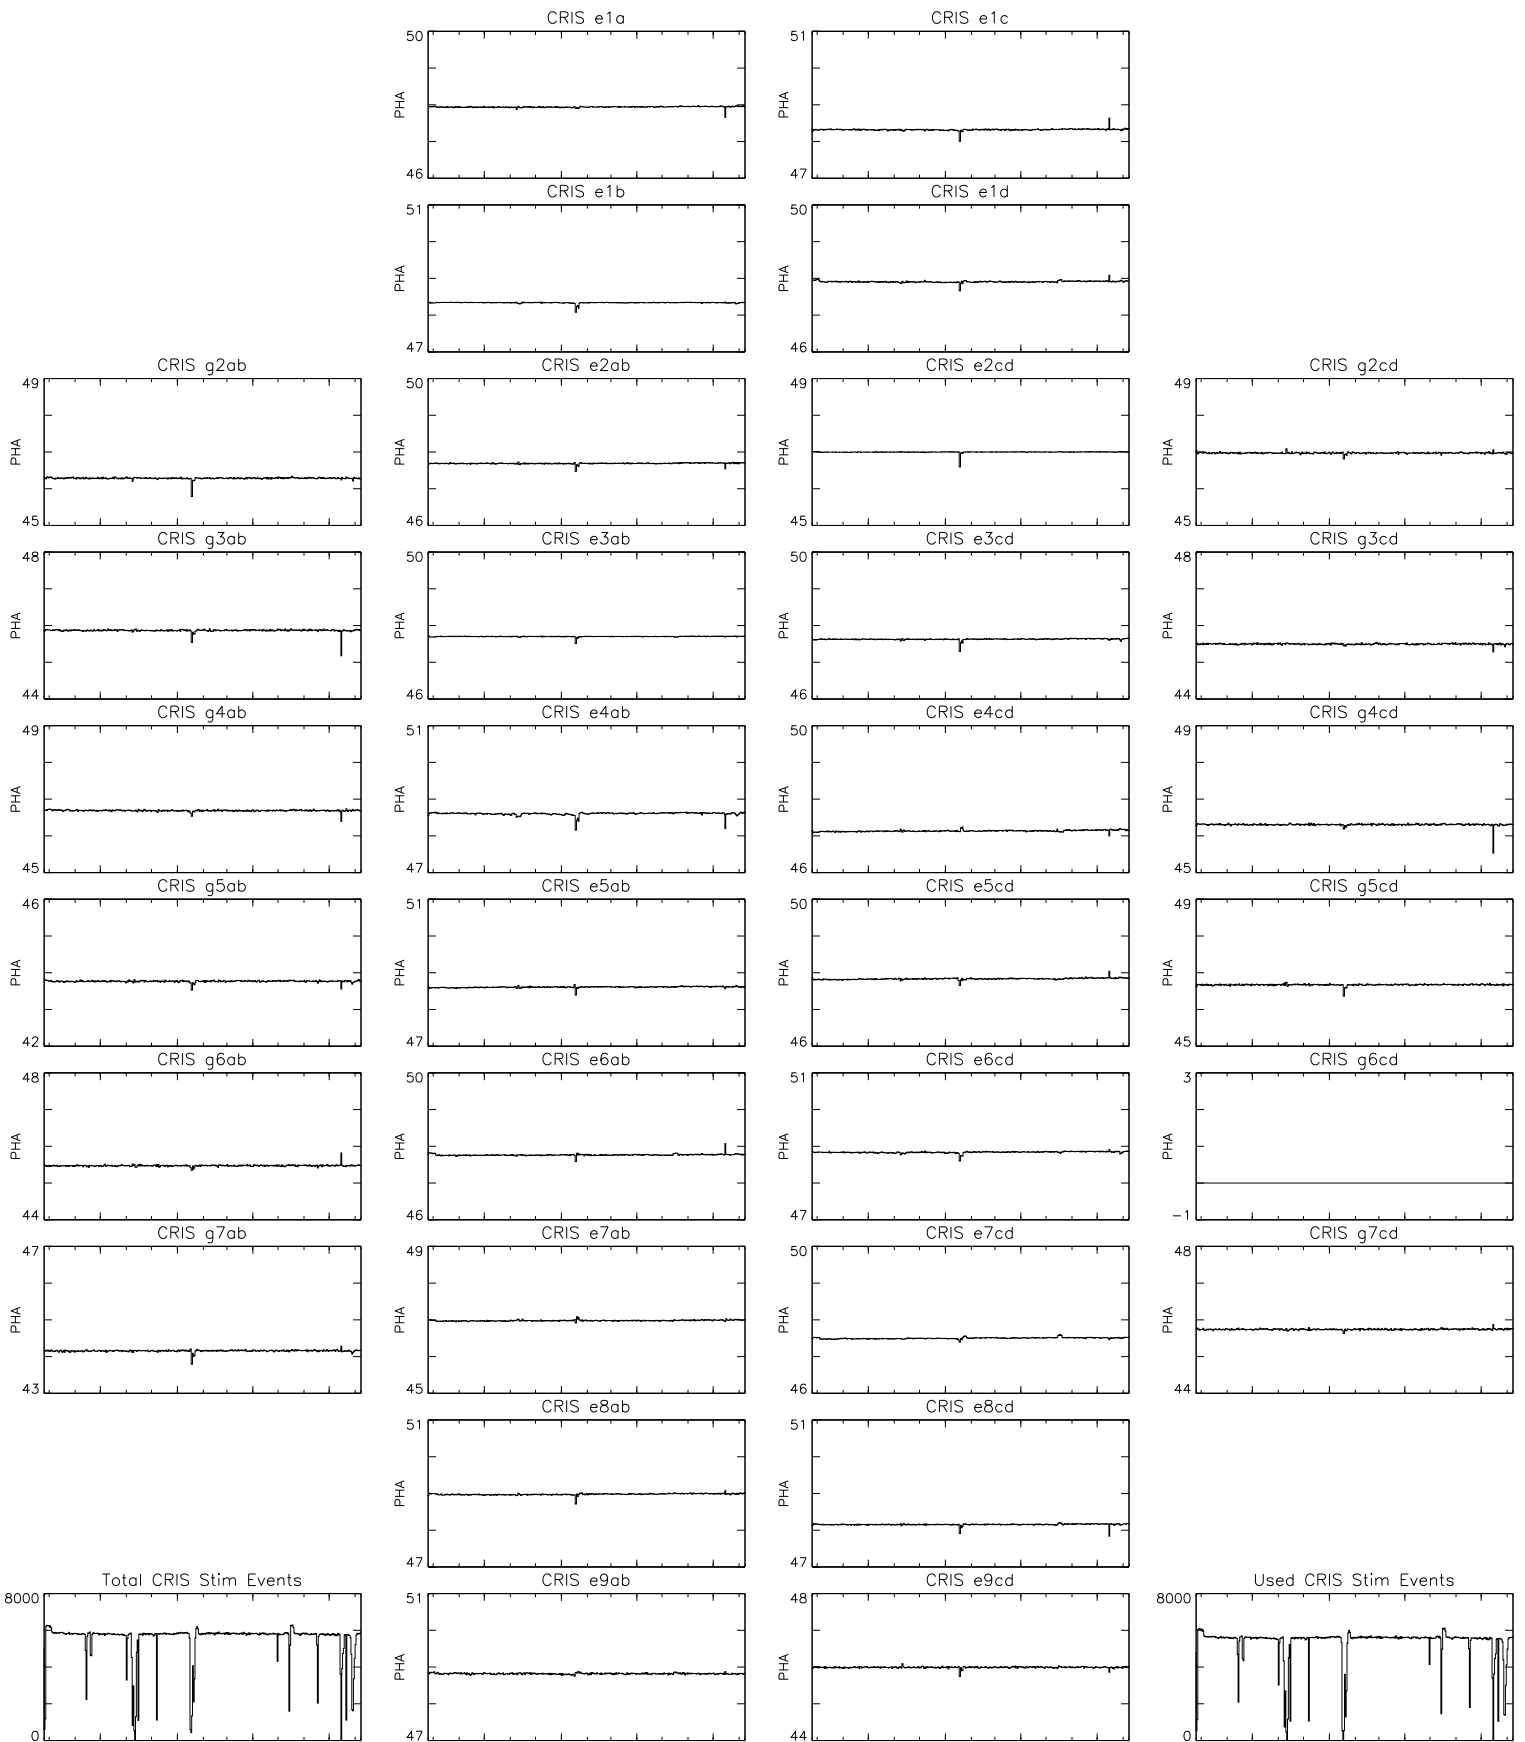 CRIS e1a
50
PHA
46
CRIS e1c
51
PHA
47
CRIS e1b
51
PHA
47
CRIS e1d
50
PHA
46
CRIS g2ab
49
PHA
45
CRIS e2ab
50
PHA
46
CRIS e2cd
49
PHA
45
CRIS g2cd
49
PHA
45
CRIS g3ab
48
PHA
44
CRIS e3ab
50
PHA
46
CRIS e3cd
50
PHA
46
CRIS g3cd
48
PHA
44
CRIS g4ab
49
PHA
45
CRIS e4ab
51
PHA
47
CRIS e4cd
50
PHA
46
CRIS g4cd
49
PHA
45
CRIS g5ab
46
PHA
42
CRIS e5ab
51
PHA
47
CRIS e5cd
50
PHA
46
CRIS g5cd
49
PHA
45
CRIS g6ab
48
PHA
44
CRIS e6ab
50
PHA
46
CRIS e6cd
51
PHA
47
CRIS g6cd
3
PHA
-1
CRIS g7ab
47
PHA
43
CRIS e7ab
49
PHA
45
CRIS e7cd
50
PHA
46
CRIS g7cd
48
PHA
44
CRIS e8ab
51
PHA
47
CRIS e8cd
51
PHA
47
Total CRIS Stim Events
8000
0
CRIS e9ab
51
PHA
47
CRIS e9cd
48
PHA
44
Used CRIS Stim Events
8000
0